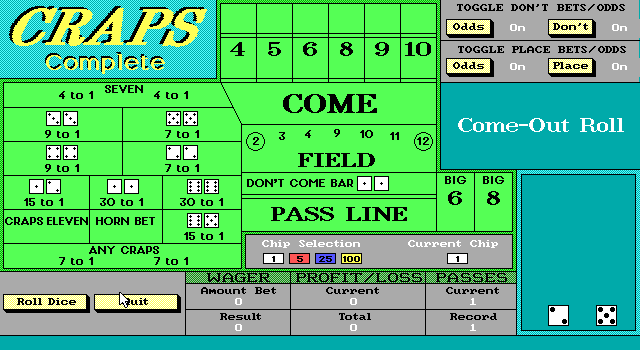 CRAPS
Complete
4 5 6 8 9 10
TOGGLE DON'T BETS/ODDS
Odds On Don't On
TOGGLE PLACE BETS/ODDS
Odds On Place On
SEVEN
4 to 1 4 to 1
9 to 1 7 to 1
9 to 1 7 to 1
15 to 1 30 to 1 30 to 1
CRAPS ELEVEN HORN BET
15 to 1
ANY CRAPS
7 to 1 7 to 1
COME
2 3 4 9 10 11 12
FIELD
DON'T COME BAR
PASS LINE
BIG 6
BIG 8
Come-Out Roll
Chip Selection
1 5 25 100
Current Chip
1
Roll Dice
WAGER PROFIT/LOSS PASSES
Amount Bet Current Current
0 0 1
Result Total Record
0 0 1